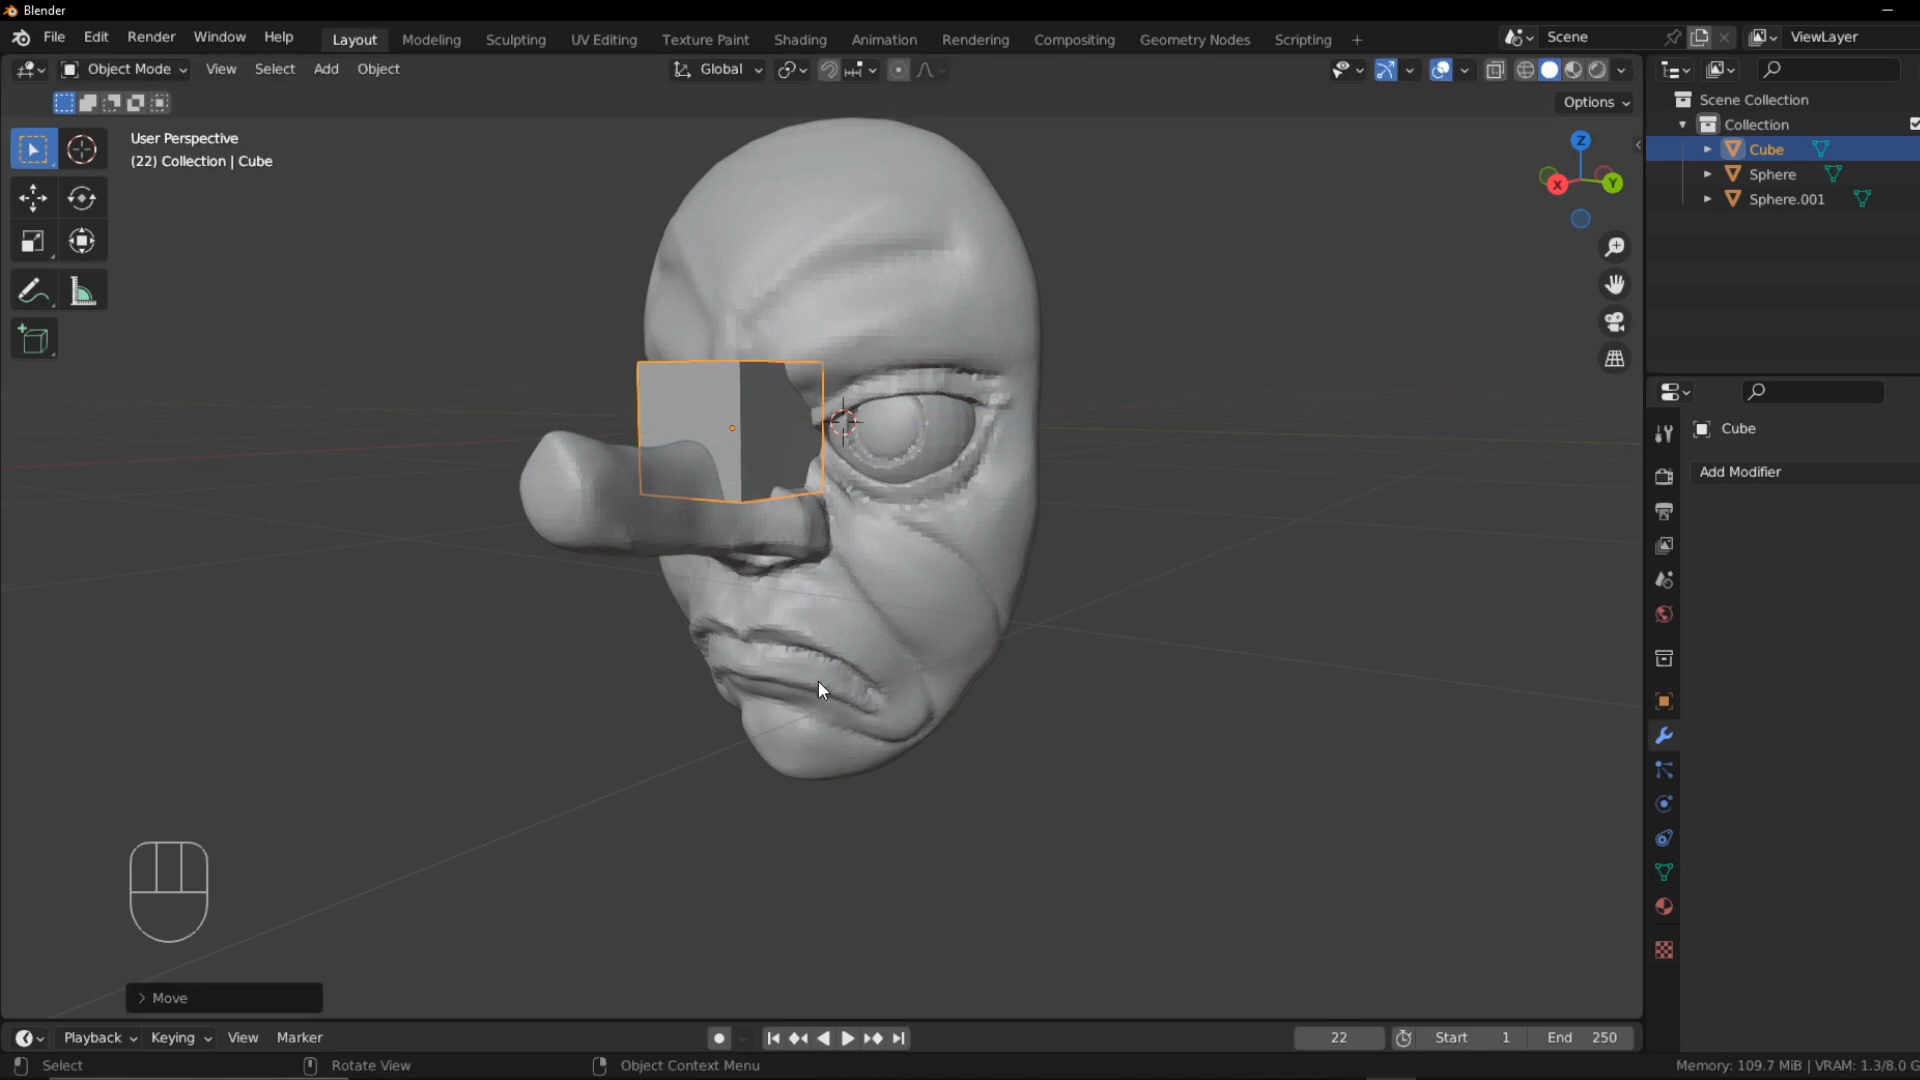 Blender
File Edit Render Window Help Layout Modeling Sculpting UV Editing Texture Paint Shading Animation Rendering Compositing Geometry Nodes Scripting + Scene ViewLayer
Object Mode View Select Add Object Global
Options
User Perspective
(22) Collection | Cube
Z
X
Y
Scene Collection
Collection
Cube
Sphere
Sphere.001
Cube
Add Modifier
Move
Playback Keying View Marker 22 Start 1 End 250
Select Rotate View Object Context Menu Memory: 109.7 MiB | VRAM: 1.3/8.0 G